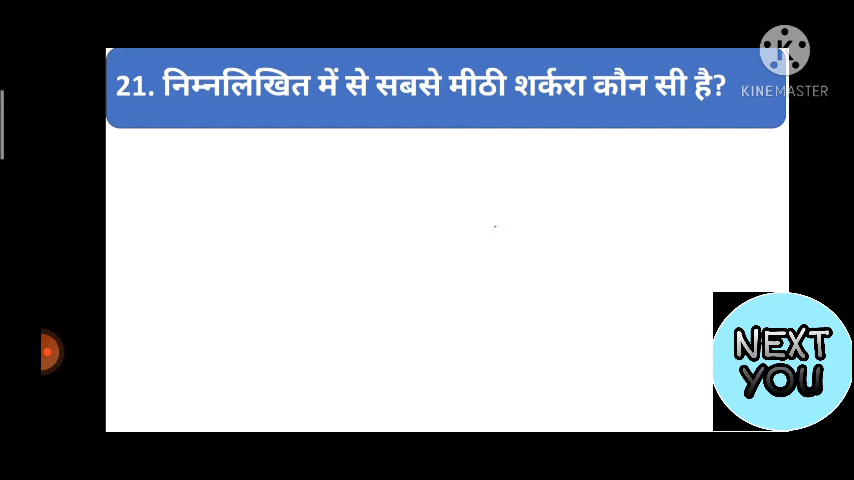 21. निम्नलिखित में से सबसे मीठी शर्करा कौन सी है?
KINEMASTER
NEXT
YOU